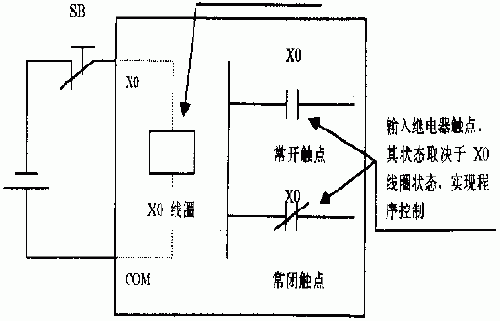 SB
X0
X0
常开触点
X0 线圈
X0
输入继电器触点，
其状态取决于 X0
线圈状态，实现程
序控制
COM
常闭触点